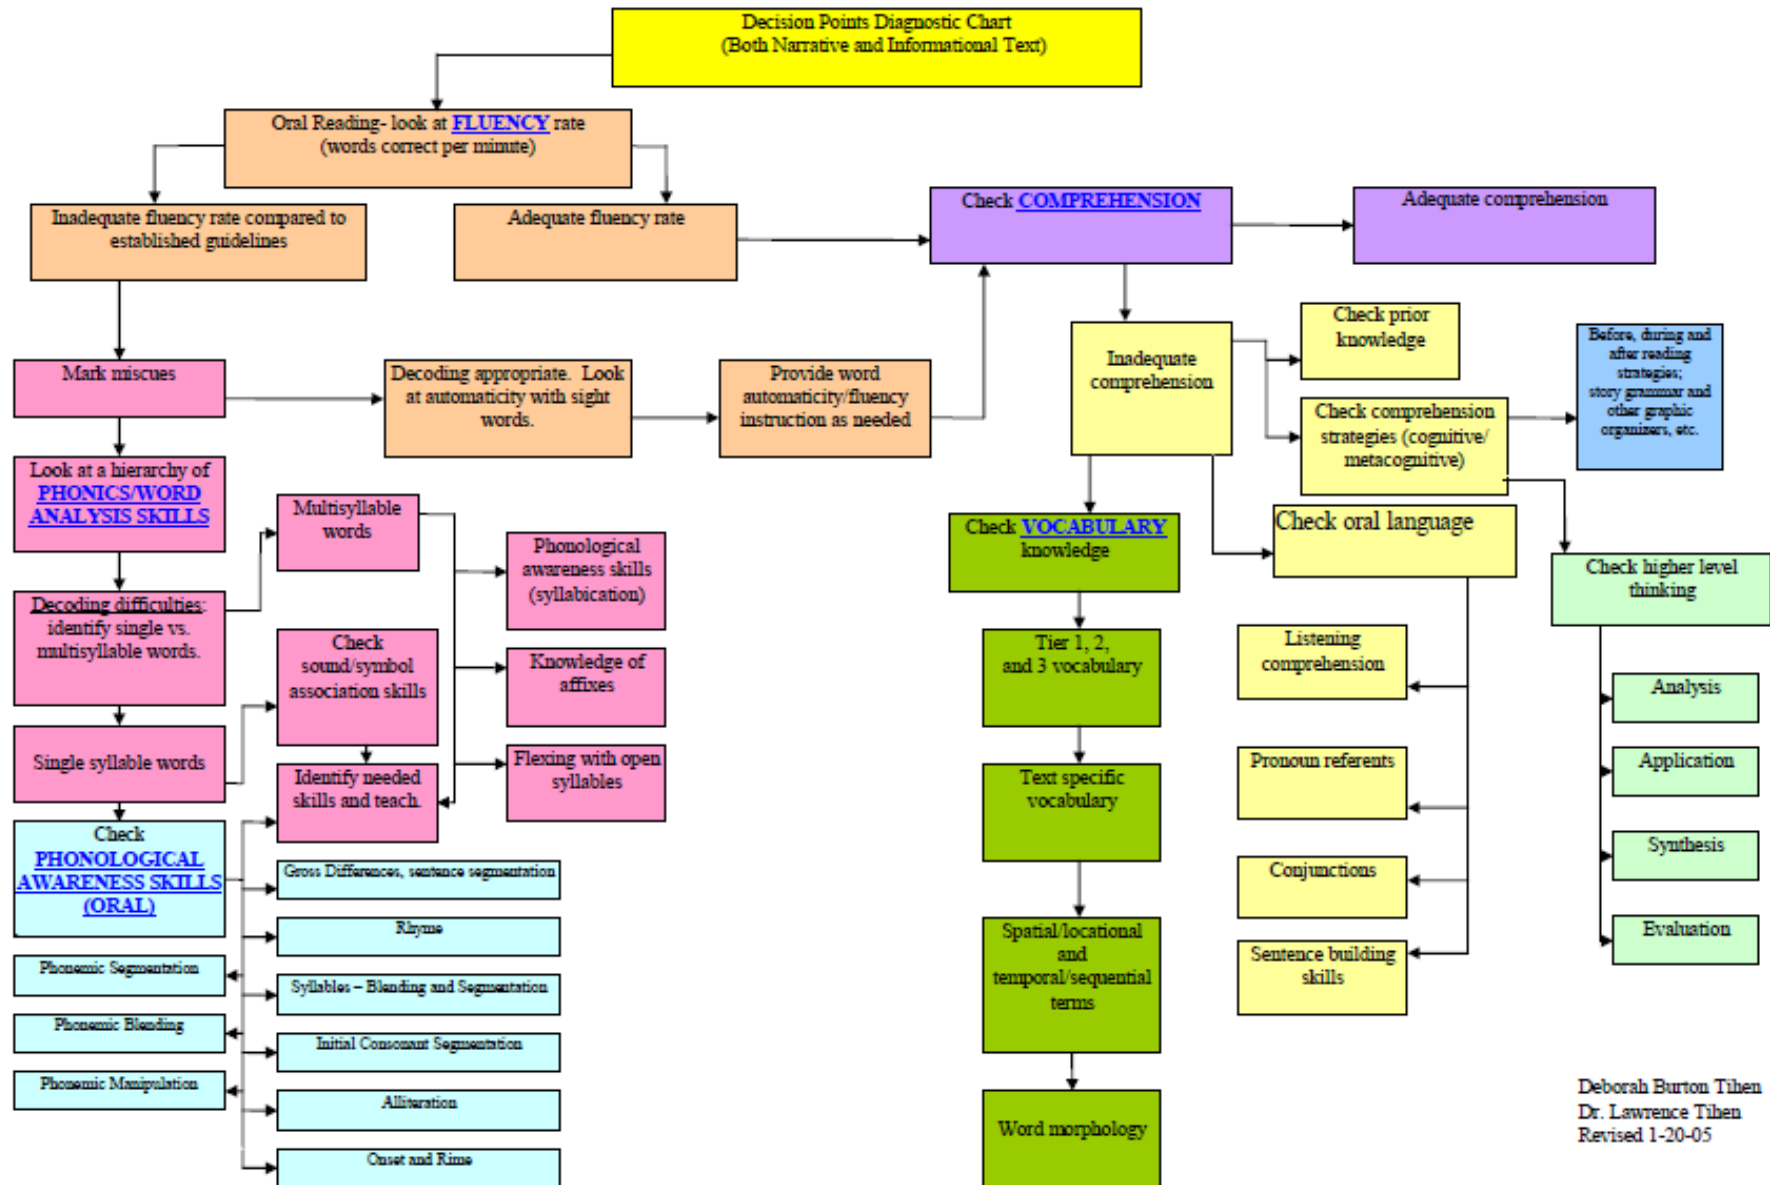 Decision Points Diagnostic Chart
(Both Narrative and Informational Text)
Oral Reading- look at FLUENCY rate
(words correct per minute)
Inadequate fluency rate compared to
established guidelines
Adequate fluency rate
Check COMPREHENSION
Adequate comprehension
Mark miscues
Decoding appropriate. Look
at automaticity with sight
words.
Provide word
automaticity/fluency
instruction as needed
Inadequate
comprehension
Check prior
knowledge
Check comprehension
strategies (cognitive/
metacognitive)
Before, during and
after reading
strategies;
story grammar and
other graphic
organizers, etc.
Look at a hierarchy of
PHONICS/WORD
ANALYSIS SKILLS
Multisyllable
words
Phonological
awareness skills
(syllabication)
Check VOCABULARY
knowledge
Check oral language
Check higher level
thinking
Decoding difficulties:
identify single vs.
multisyllable words.
Check
sound/symbol
association skills
Knowledge of
affixes
Tier 1, 2,
and 3 vocabulary
Listening
comprehension
Analysis
Single syllable words
Identify needed
skills and teach.
Flexing with open
syllables
Text specific
vocabulary
Pronoun referents
Application
Check
PHONOLOGICAL
AWARENESS SKILLS
(ORAL)
.
Gross Differences, sentence segmentation
Conjunctions
Synthesis
Rhyme
Spatial/locational
and
temporal/sequential
terms
Sentence building
skills
Evaluation
Phonemic Segmentation
Syllables – Blending and Segmentation
Phonemic Blending
Initial Consonant Segmentation
Phonemic Manipulation
Alliteration
Word morphology
Onset and Rime
Deborah Burton Tihen
Dr. Lawrence Tihen
Revised 1-20-05